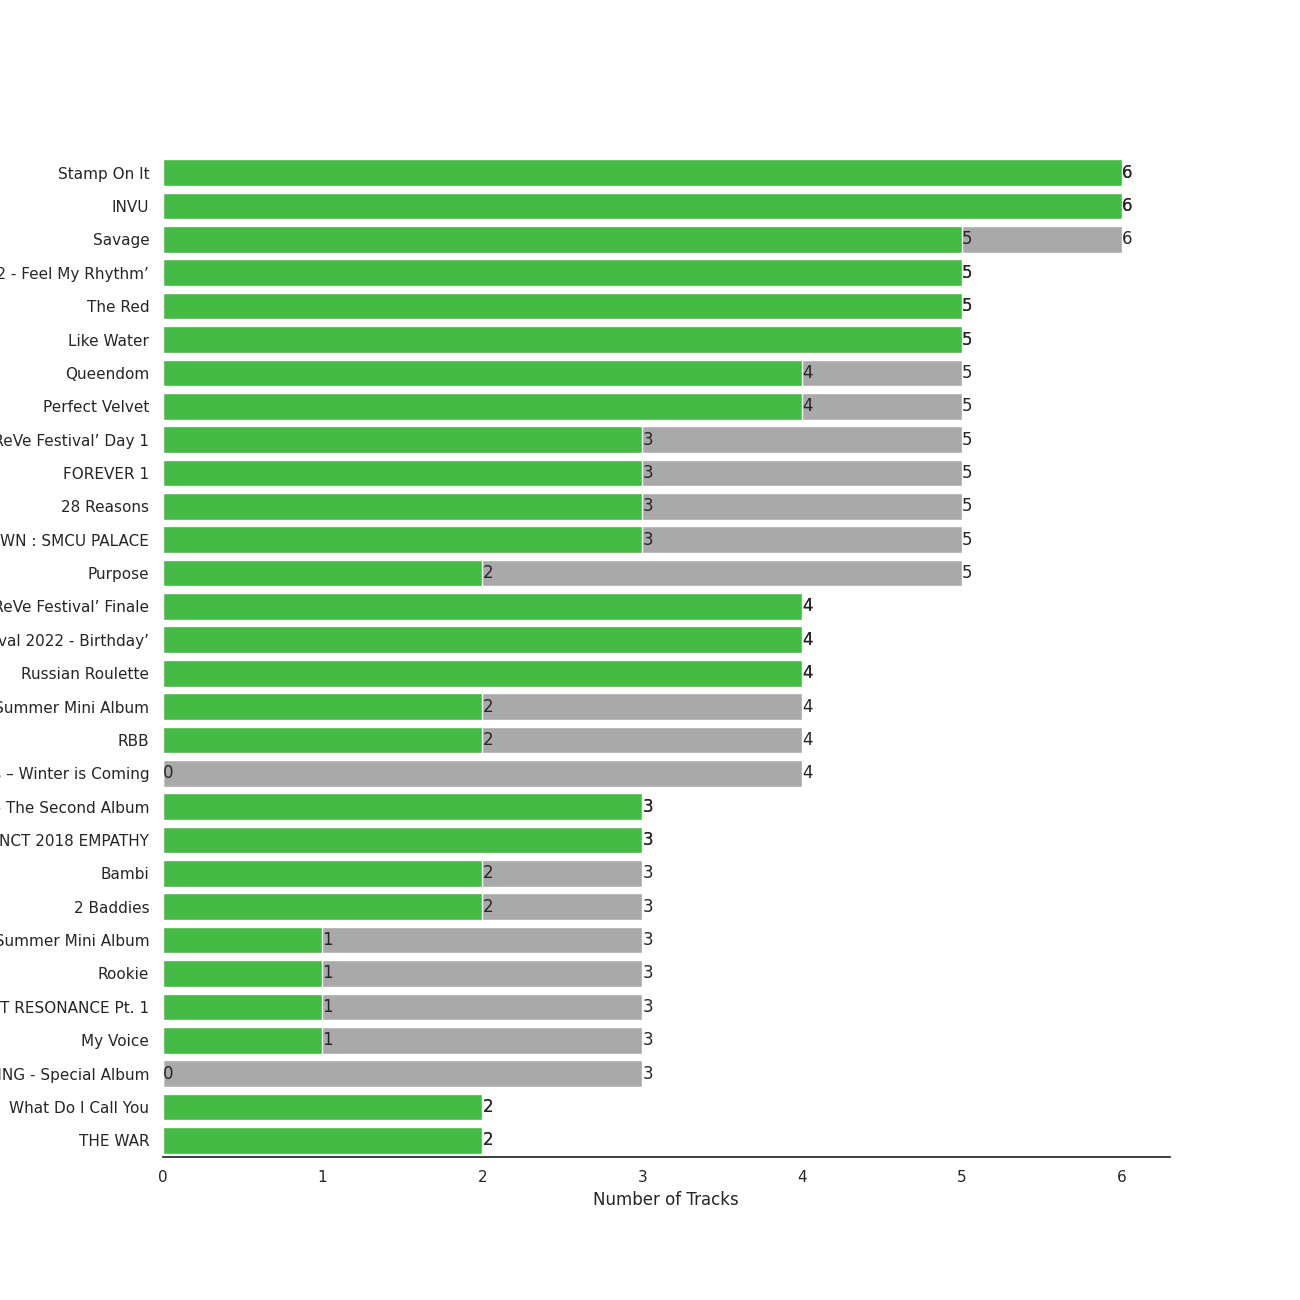 Stamp On It 6
INVU 6
Savage 5 6
2 - Feel My Rhythm’ 5
The Red 5
Like Water 5
Queendom 4 5
Perfect Velvet 4 5
ReVe Festival’ Day 1 3 5
FOREVER 1 3 5
28 Reasons 3 5
WN : SMCU PALACE 3 5
Purpose 2 5
ReVe Festival’ Finale 4
val 2022 - Birthday’ 4
Russian Roulette 4
Summer Mini Album 2 4
RBB 2 4
– Winter is Coming 0 4
The Second Album 3
NCT 2018 EMPATHY 3
Bambi 2 3
2 Baddies 2 3
Summer Mini Album 1 3
Rookie 1 3
T RESONANCE Pt. 1 1 3
My Voice 1 3
ING - Special Album 0 3
What Do I Call You 2
THE WAR 2
0 1 2 3 4 5 6
Number of Tracks